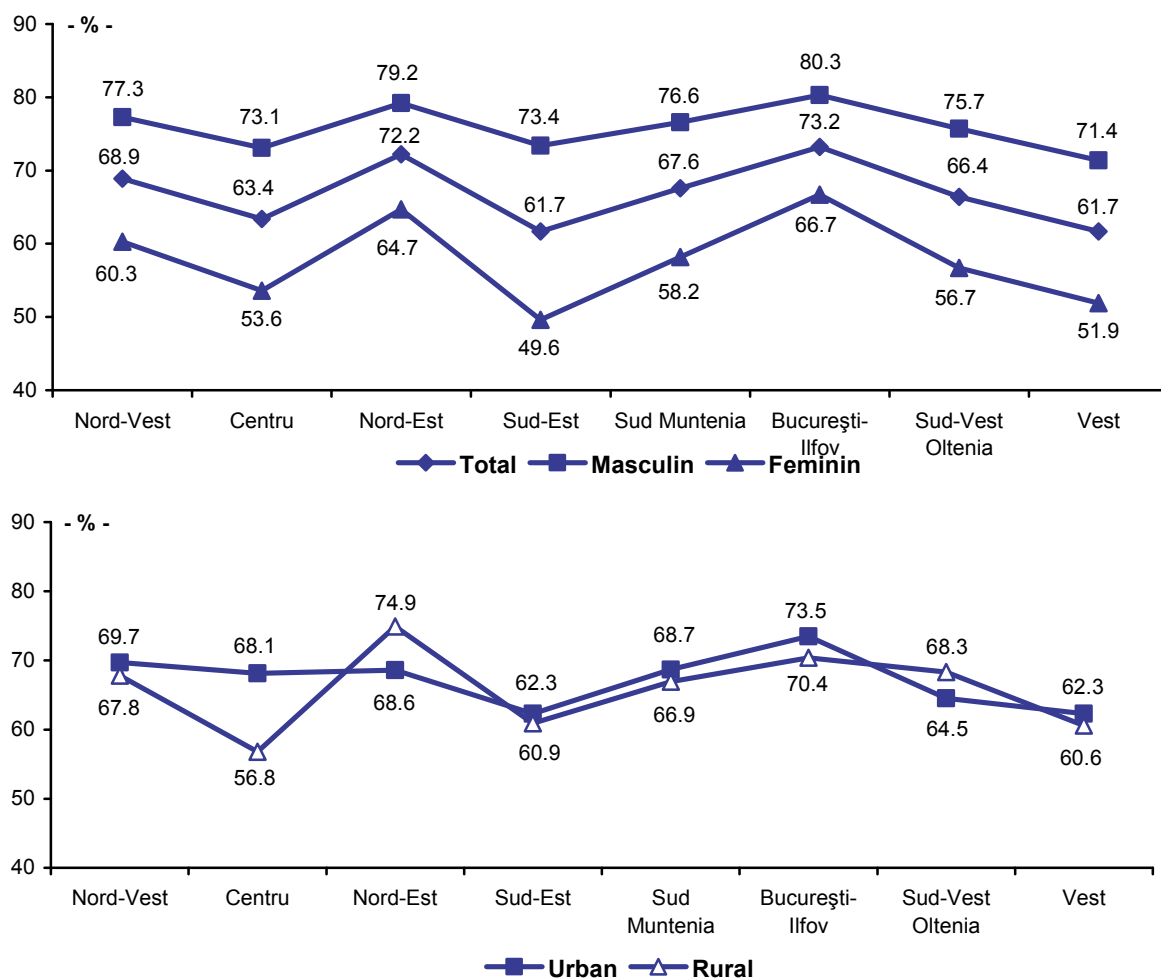 90
- % -
80
70
60
50
40
77.3
73.1
79.2
73.4
76.6
80.3
75.7
71.4
68.9
63.4
72.2
61.7
67.6
73.2
66.4
61.7
60.3
53.6
64.7
49.6
58.2
66.7
56.7
51.9
Nord-Vest
Centru
Nord-Est
Sud-Est
Sud Muntenia
Bucureşti-
Ilfov
Sud-Vest
Oltenia
Vest
Total
Masculin
Feminin
90
- % -
80
70
60
50
40
69.7
68.1
68.6
62.3
68.7
73.5
64.5
62.3
67.8
56.8
74.9
60.9
66.9
70.4
68.3
60.6
Nord-Vest
Centru
Nord-Est
Sud-Est
Sud
Muntenia
Bucureşti-
Ilfov
Sud-Vest
Oltenia
Vest
Urban
Rural